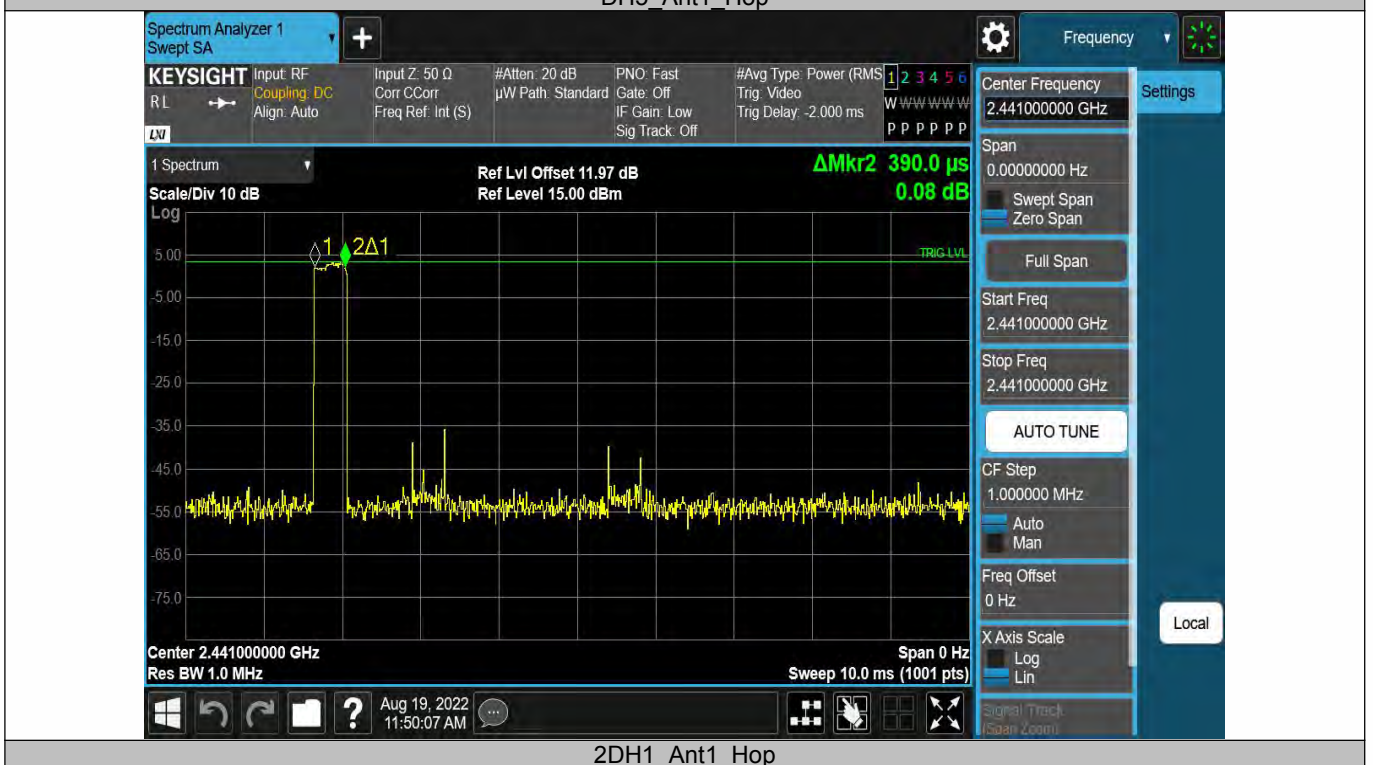 DH5_Ant1_Hop
Spectrum Analyzer 1
Swept SA
Frequency
KEYSIGHT
RL
LXI
Input: RF
Coupling: DC
Align: Auto
Input Z: 50 Ω
Corr CCorr
Freq Ref: Int (S)
#Atten: 20 dB
µW Path: Standard
PNO: Fast
Gate: Off
IF Gain: Low
Sig Track: Off
#Avg Type: Power (RMS
Trig: Video
Trig Delay: -2.000 ms
1 2 3 4 5 6
W W W W W W
P P P P P P
1 Spectrum
Scale/Div 10 dB
Log
Ref Lvl Offset 11.97 dB
Ref Level 15.00 dBm
ΔMkr2 390.0 µs
0.08 dB
1
2Δ1
TRIG LVL
5.00
-5.00
-15.0
-25.0
-35.0
-45.0
-55.0
-65.0
-75.0
Center 2.441000000 GHz
Res BW 1.0 MHz
Span 0 Hz
Sweep 10.0 ms (1001 pts)
Center Frequency
2.441000000 GHz
Settings
Span
0.00000000 Hz
Swept Span
Zero Span
Full Span
Start Freq
2.441000000 GHz
Stop Freq
2.441000000 GHz
AUTO TUNE
CF Step
1.000000 MHz
Auto
Man
Freq Offset
0 Hz
X Axis Scale
Log
Lin
Signal Track
(Span Zoom)
Local
?
Aug 19, 2022
11:50:07 AM
2DH1_Ant1_Hop